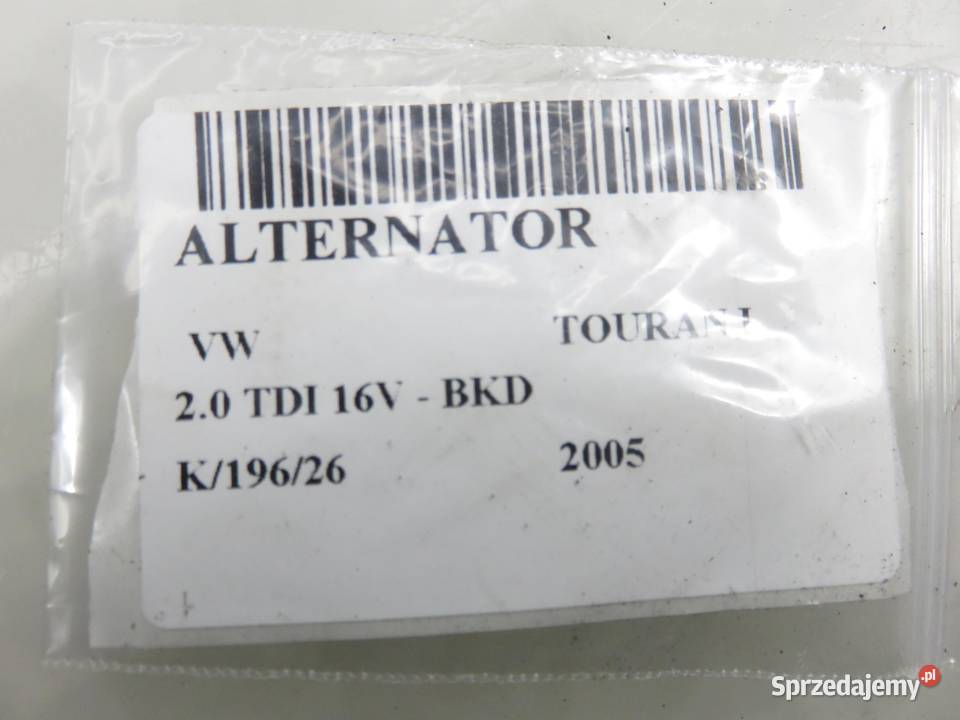 ALTERNATOR
VW TOURAN I
2.0 TDI 16V - BKD
K/196/26 2005
Sprzedajemy.pl